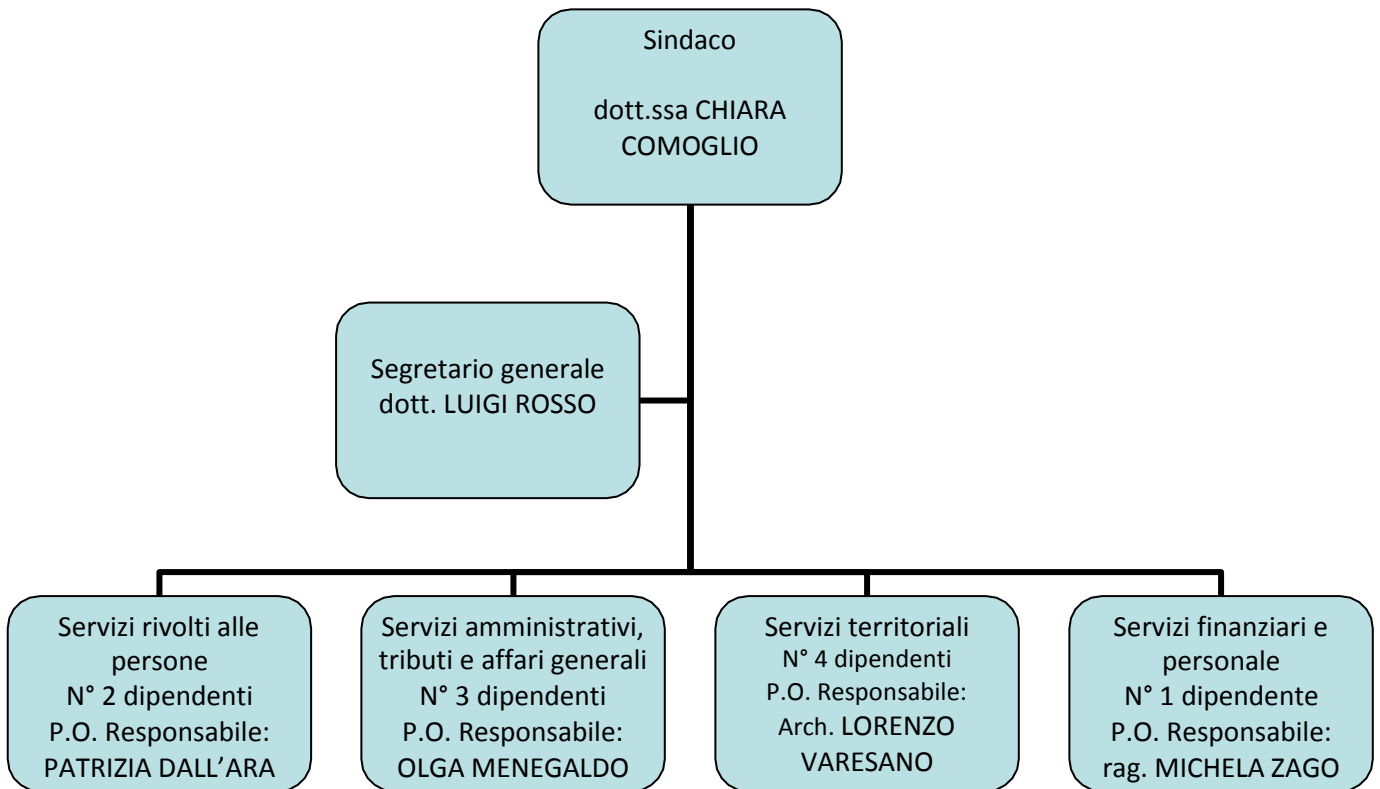 Sindaco
dott.ssa CHIARA
COMOGLIO
Segretario generale
dott. LUIGI ROSSO
Servizi rivolti alle
persone
N° 2 dipendenti
P.O. Responsabile:
PATRIZIA DALL’ARA
Servizi amministrativi,
tributi e affari generali
N° 3 dipendenti
P.O. Responsabile:
OLGA MENEGALDO
Servizi territoriali
N° 4 dipendenti
P.O. Responsabile:
Arch. LORENZO
VARESANO
Servizi finanziari e
personale
N° 1 dipendente
P.O. Responsabile:
rag. MICHELA ZAGO